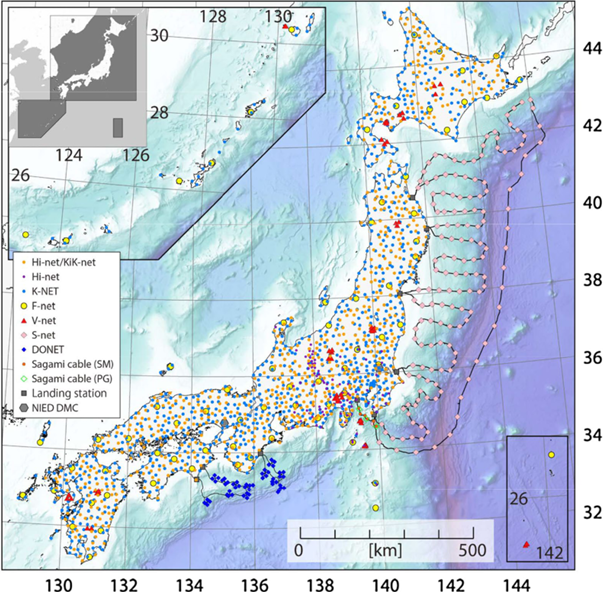 128
130
30
28
124
126
26
44
42
40
38
36
34
32
Hi-net/KiK-net
Hi-net
K-NET
F-net
V-net
S-net
DONET
Sagami cable (SM)
Sagami cable (PG)
Landing station
NIED DMC
26
142
0 [km] 500
130 132 134 136 138 140 142 144